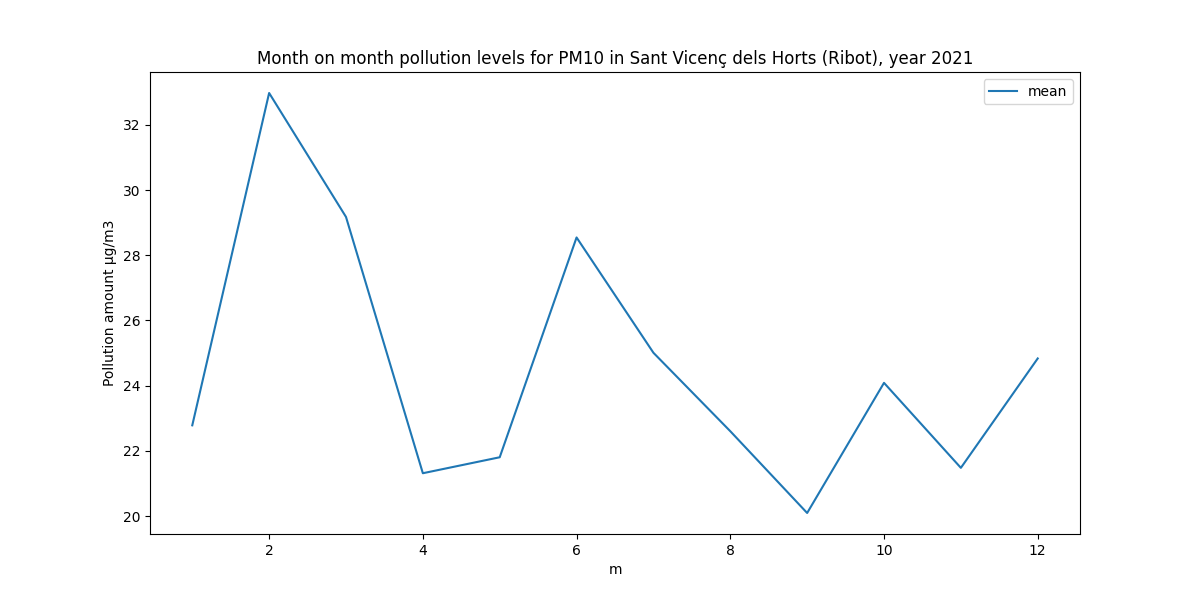 Month on month pollution levels for PM10 in Sant Vicenç dels Horts (Ribot), year 2021
mean
Pollution amount µg/m3
32
30
28
26
24
22
20
2 4 6 8 10 12
m